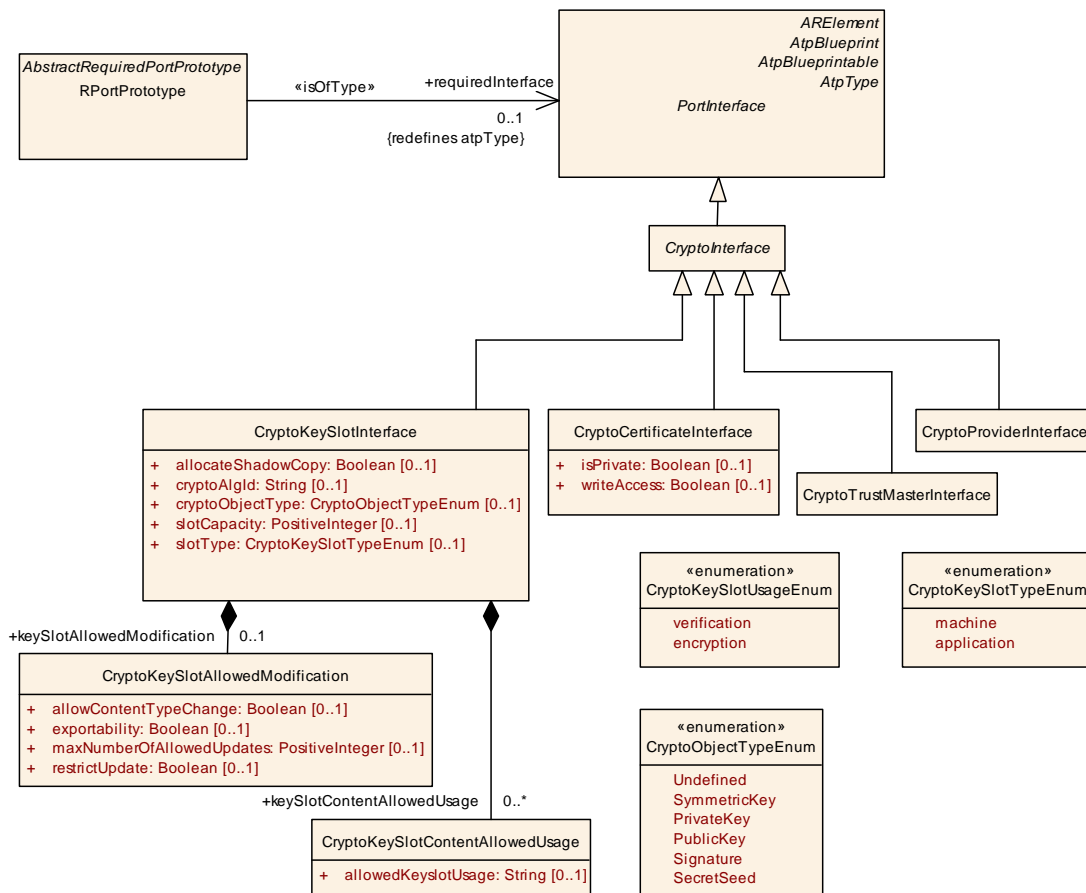 AbstractRequiredPortPrototype
RPortPrototype
«isOfType»
+requiredInterface
0..1
{redefines atpType}
ARElement
AtpBlueprint
AtpBlueprintable
AtpType
PortInterface
CryptoInterface
CryptoKeySlotInterface
+ allocateShadowCopy: Boolean [0..1]
+ cryptoAlgId: String [0..1]
+ cryptoObjectType: CryptoObjectTypeEnum [0..1]
+ slotCapacity: PositiveInteger [0..1]
+ slotType: CryptoKeySlotTypeEnum [0..1]
CryptoCertificateInterface
+ isPrivate: Boolean [0..1]
+ writeAccess: Boolean [0..1]
CryptoProviderInterface
CryptoTrustMasterInterface
«enumeration»
CryptoKeySlotUsageEnum
verification
encryption
«enumeration»
CryptoKeySlotTypeEnum
machine
application
+keySlotAllowedModification
0..1
CryptoKeySlotAllowedModification
+ allowContentTypeChange: Boolean [0..1]
+ exportability: Boolean [0..1]
+ maxNumberOfAllowedUpdates: PositiveInteger [0..1]
+ restrictUpdate: Boolean [0..1]
«enumeration»
CryptoObjectTypeEnum
Undefined
SymmetricKey
PrivateKey
PublicKey
Signature
SecretSeed
+keySlotContentAllowedUsage
0..*
CryptoKeySlotContentAllowedUsage
+ allowedKeyslotUsage: String [0..1]